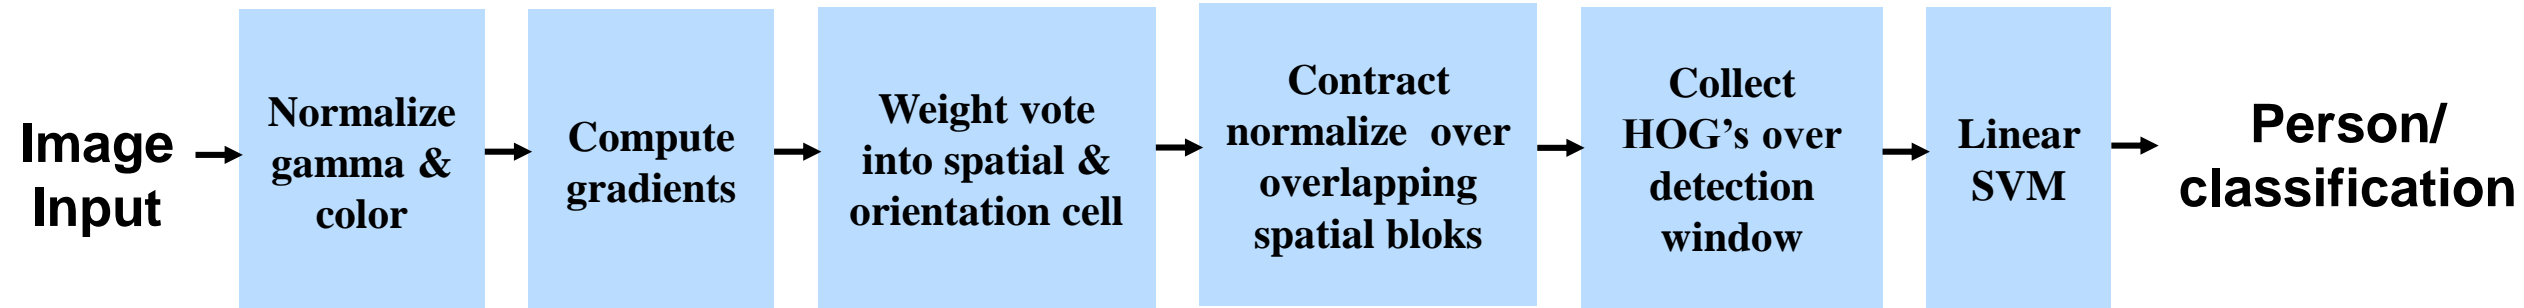 Image
Input
Normalize
gamma &
color
Compute
gradients
Weight vote
into spatial &
orientation cell
Contract
normalize over
overlapping
spatial bloks
Collect
HOG's over
detection
window
Linear
SVM
Person/
classification